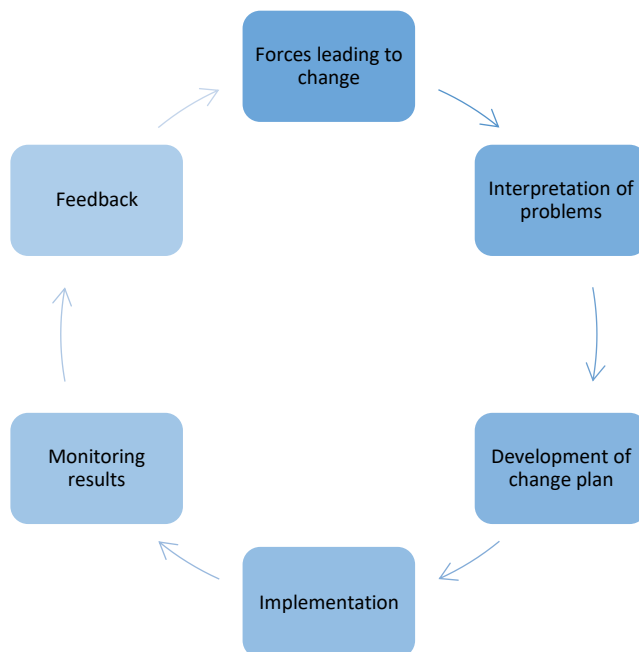 Forces leading to
change
Interpretation of
problems
Development of
change plan
Implementation
Monitoring
results
Feedback